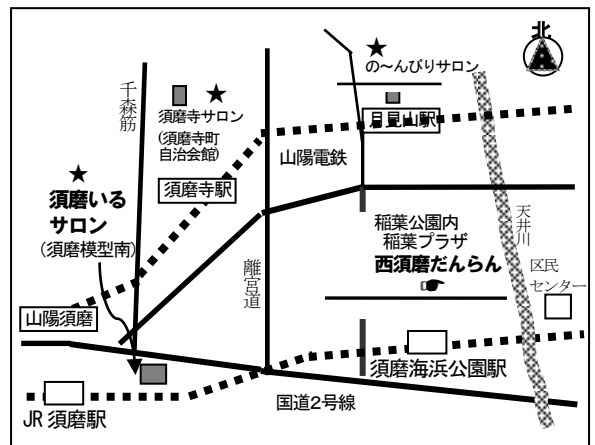 北
★
の～んびりサロン
千森筋
★
須磨寺サロン
(須磨寺町
自治会館)
月見山駅
山陽電鉄
★
須磨いる
サロン
(須磨模型南)
須磨寺駅
稲葉公園内
稲葉プラザ
西須磨だんらん
天井川
区民
センター
離宮道
山陽須磨
須磨海浜公園駅
国道2号線
JR 須磨駅